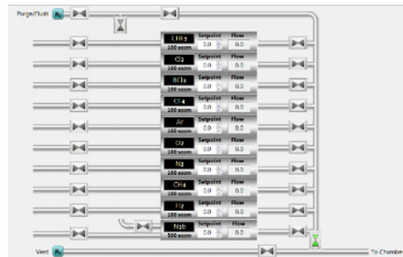 Purge/Flush N₂
Setpoint Flow
100 sccm 0.0 0.0
Cl₂ Setpoint Flow
100 sccm 0.0 0.0
BCl₃ Setpoint Flow
100 sccm 0.0 0.0
CF₄ Setpoint Flow
100 sccm 0.0 0.0
Ar Setpoint Flow
100 sccm 0.0 0.0
O₂ Setpoint Flow
100 sccm 0.0 0.0
N₂ Setpoint Flow
100 sccm 0.0 0.0
CH₄ Setpoint Flow
100 sccm 0.0 0.0
H₂ Setpoint Flow
100 sccm 0.0 0.0
Setpoint Flow
500 sccm 0.0 0.0
Vent N₂ To Chamber